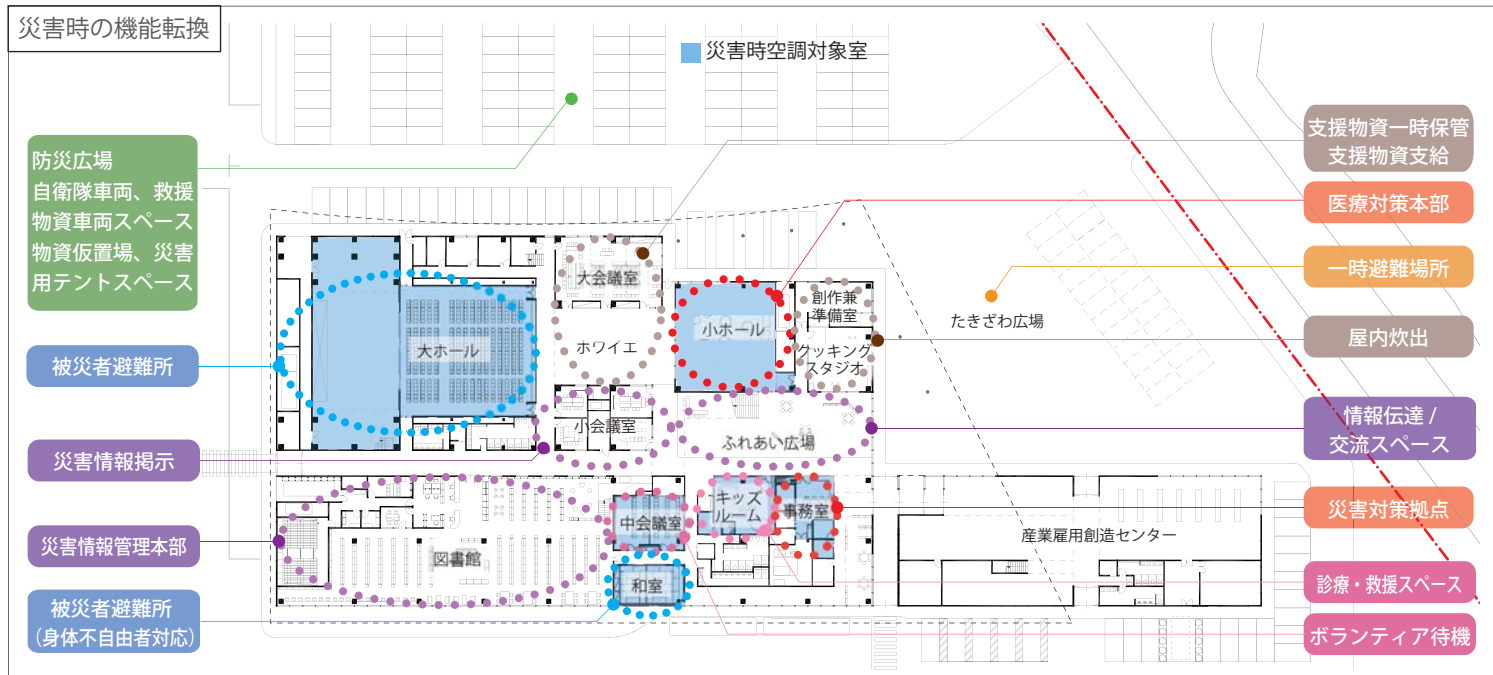 災害時の機能転換
災害時空調対象室
防災広場
自衛隊車両、救援
物資車両スペース
物資仮置場、災害
用テントスペース
被災者避難所
災害情報掲示
災害情報管理本部
被災者避難所
(身体不自由者対応)
大会議室
ホワイエ
大ホール
小会議室
小ホール
創作兼
準備室
クッキング
スタジオ
たきざわ広場
ふれあい広場
図書館
中会議室
和室
キッズ
ルーム
事務室
産業雇用創造センター
支援物資一時保管
支援物資支給
医療対策本部
一時避難場所
屋内炊出
情報伝達 /
交流スペース
災害対策拠点
診療・救援スペース
ボランティア待機